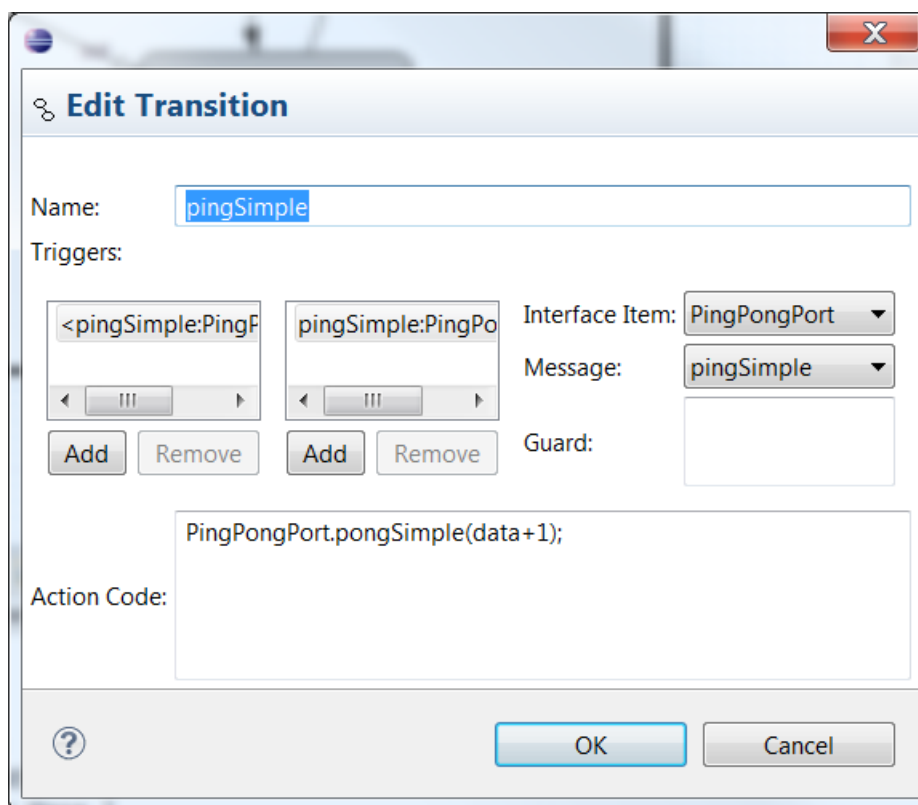 Edit Transition
Name:
pingSimple
Triggers:
<pingSimple:PingP
pingSimple:PingPo
Interface Item:
PingPongPort
Message:
pingSimple
Add
Remove
Add
Remove
Guard:
PingPongPort.pongSimple(data+1);
Action Code:
OK
Cancel